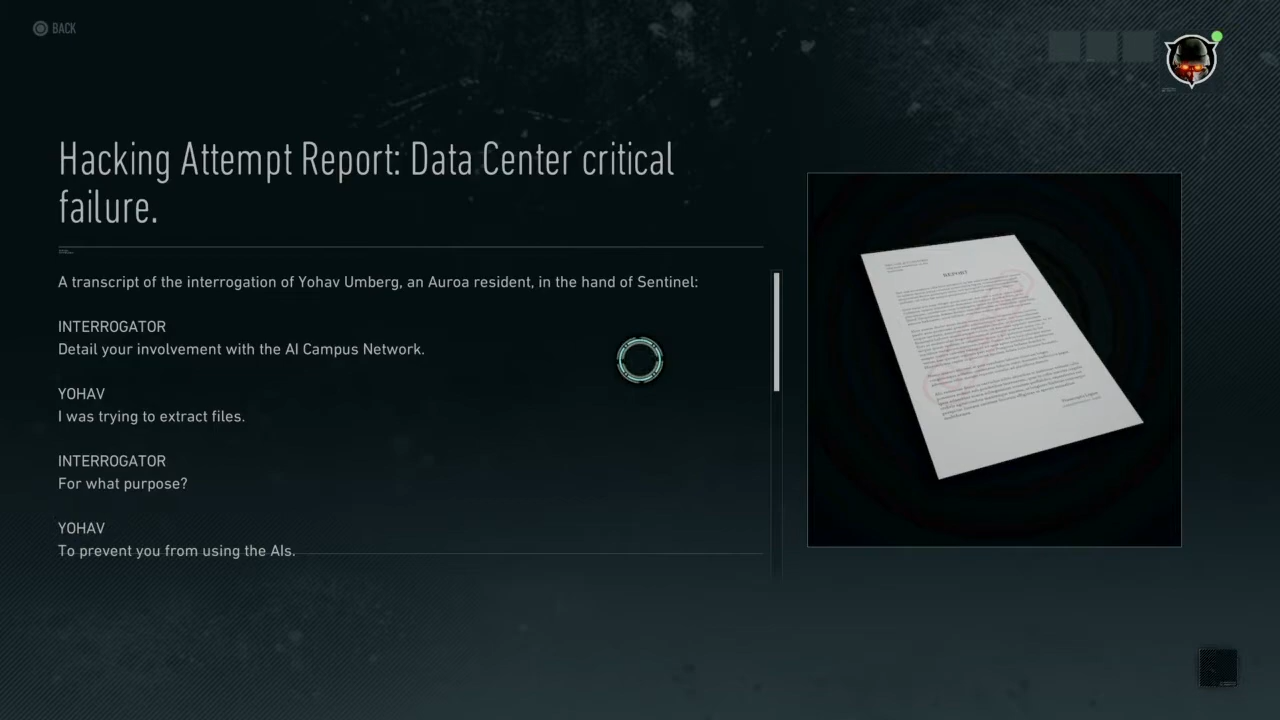 BACK
Hacking Attempt Report: Data Center critical
failure.
A transcript of the interrogation of Yohav Umberg, an Auroa resident, in the hand of Sentinel:
INTERROGATOR
Detail your involvement with the AI Campus Network.
YOHAV
I was trying to extract files.
INTERROGATOR
For what purpose?
YOHAV
To prevent you from using the AIs.
REPORT